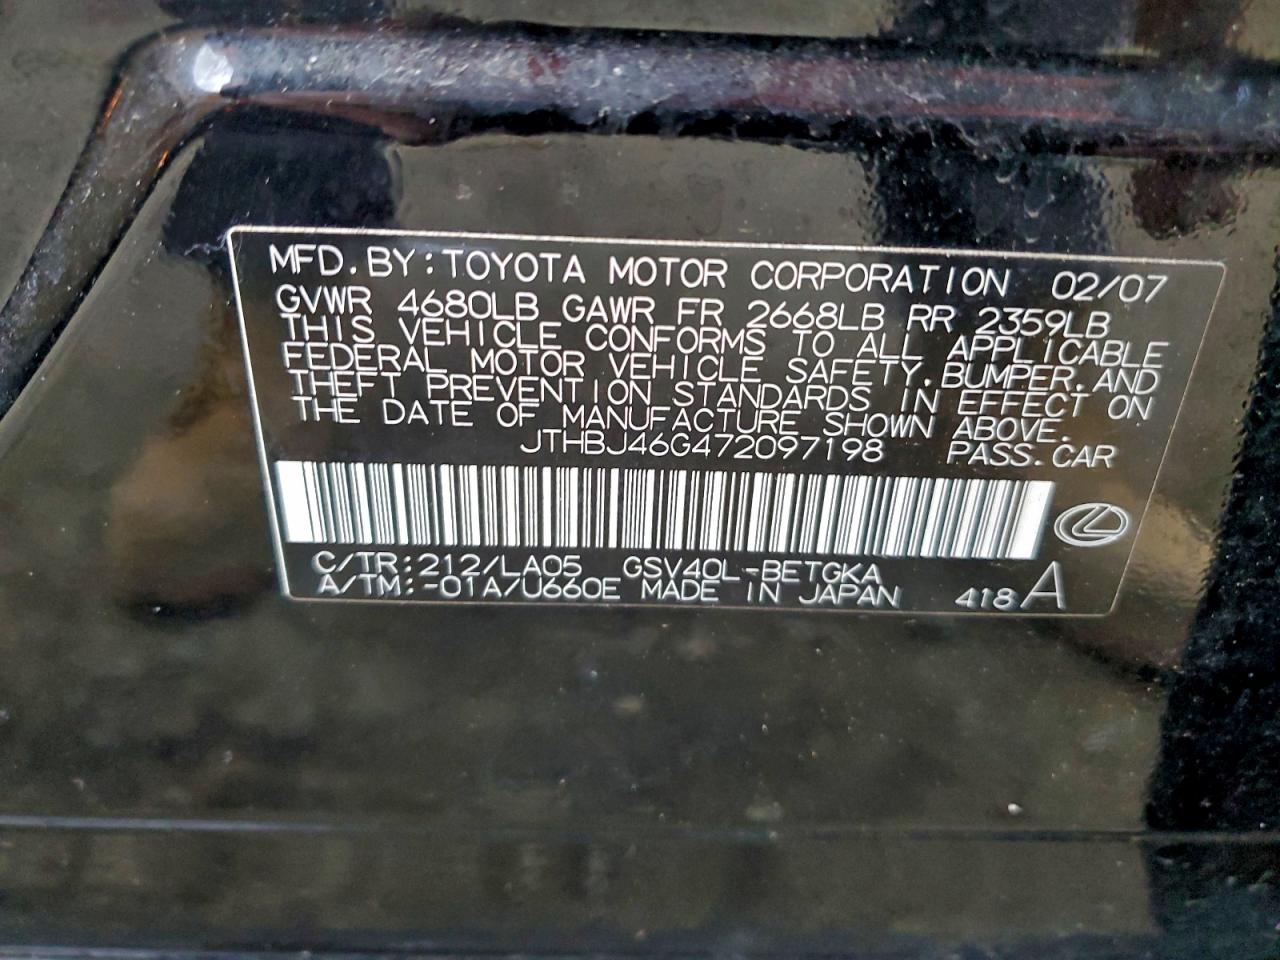 MFD.BY:TOYOTA MOTOR CORPORATION 02/07
GVWR 4680LB GAWR FR 2668LB RR 2359LB
THIS VEHICLE CONFORMS TO ALL APPLICABLE
FEDERAL MOTOR VEHICLE SAFETY,BUMPER,AND
THEFT PREVENTION STANDARDS IN EFFECT ON
THE DATE OF MANUFACTURE SHOWN ABOVE.
JTHBJ46G472097198 PASS.CAR
C/TR:212/LA05 GSV40L-BETGKA
A/TM:-01A/U660E MADE IN JAPAN 418 A